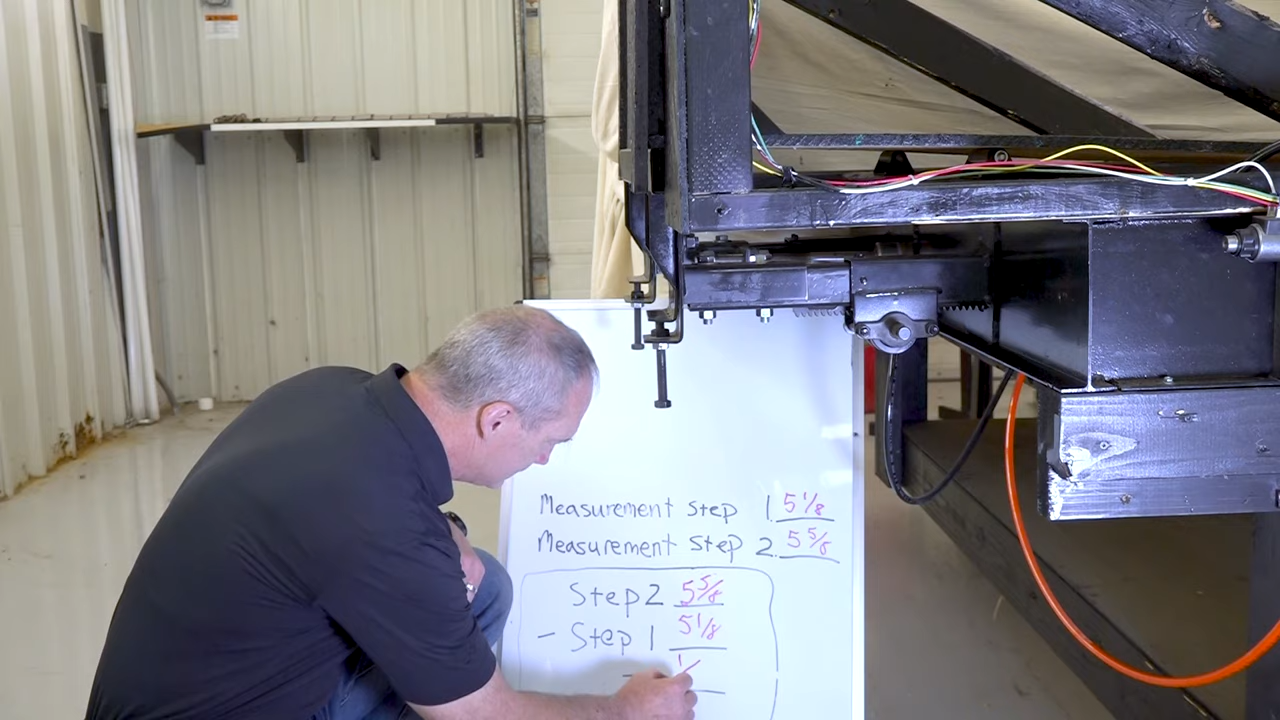 Measurement Step 1. 5 1/8
Measurement Step 2. 5 5/8
Step 2 5 5/8
- Step 1 5 1/8
1/